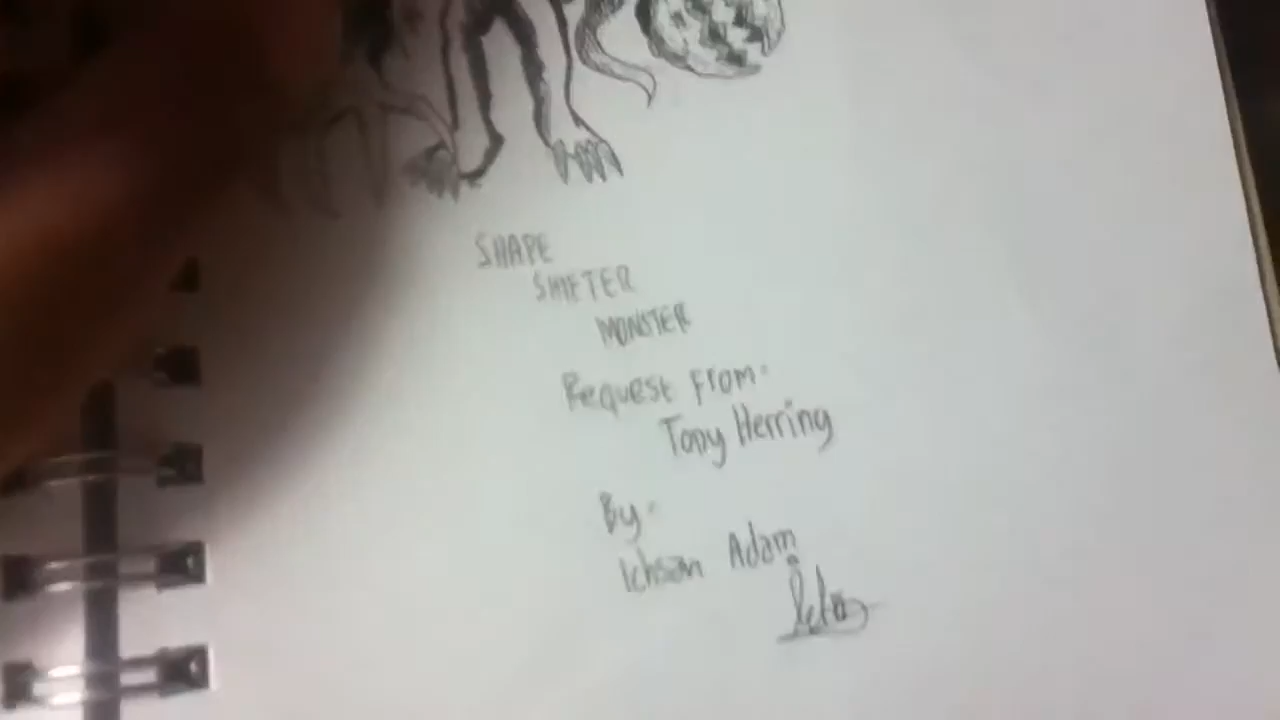 SHAPE
SHIFTER
MONSTER
Request From:
Tony Herring
By:
Ichsan Adam